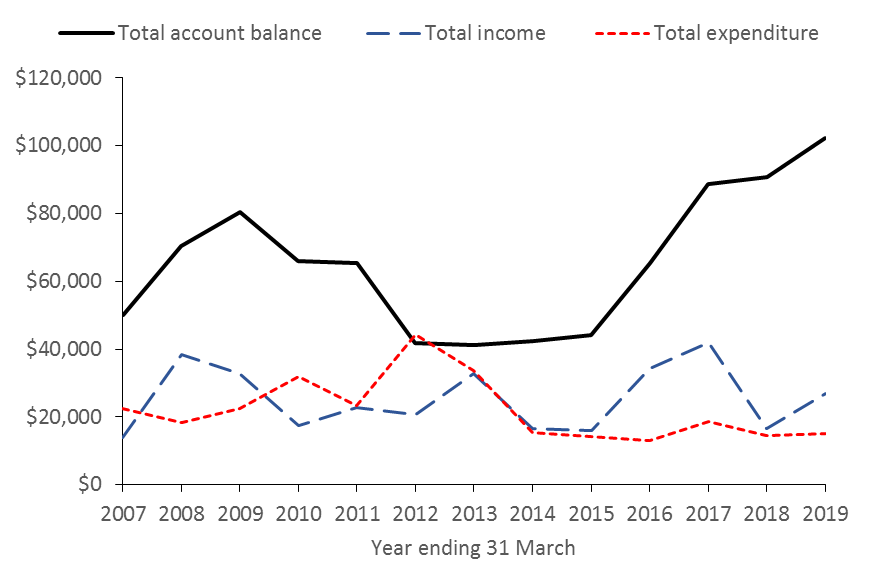 Total account balance Total income Total expenditure
$120,000
$100,000
$80,000
$60,000
$40,000
$20,000
$0
2007 2008 2009 2010 2011 2012 2013 2014 2015 2016 2017 2018 2019
Year ending 31 March